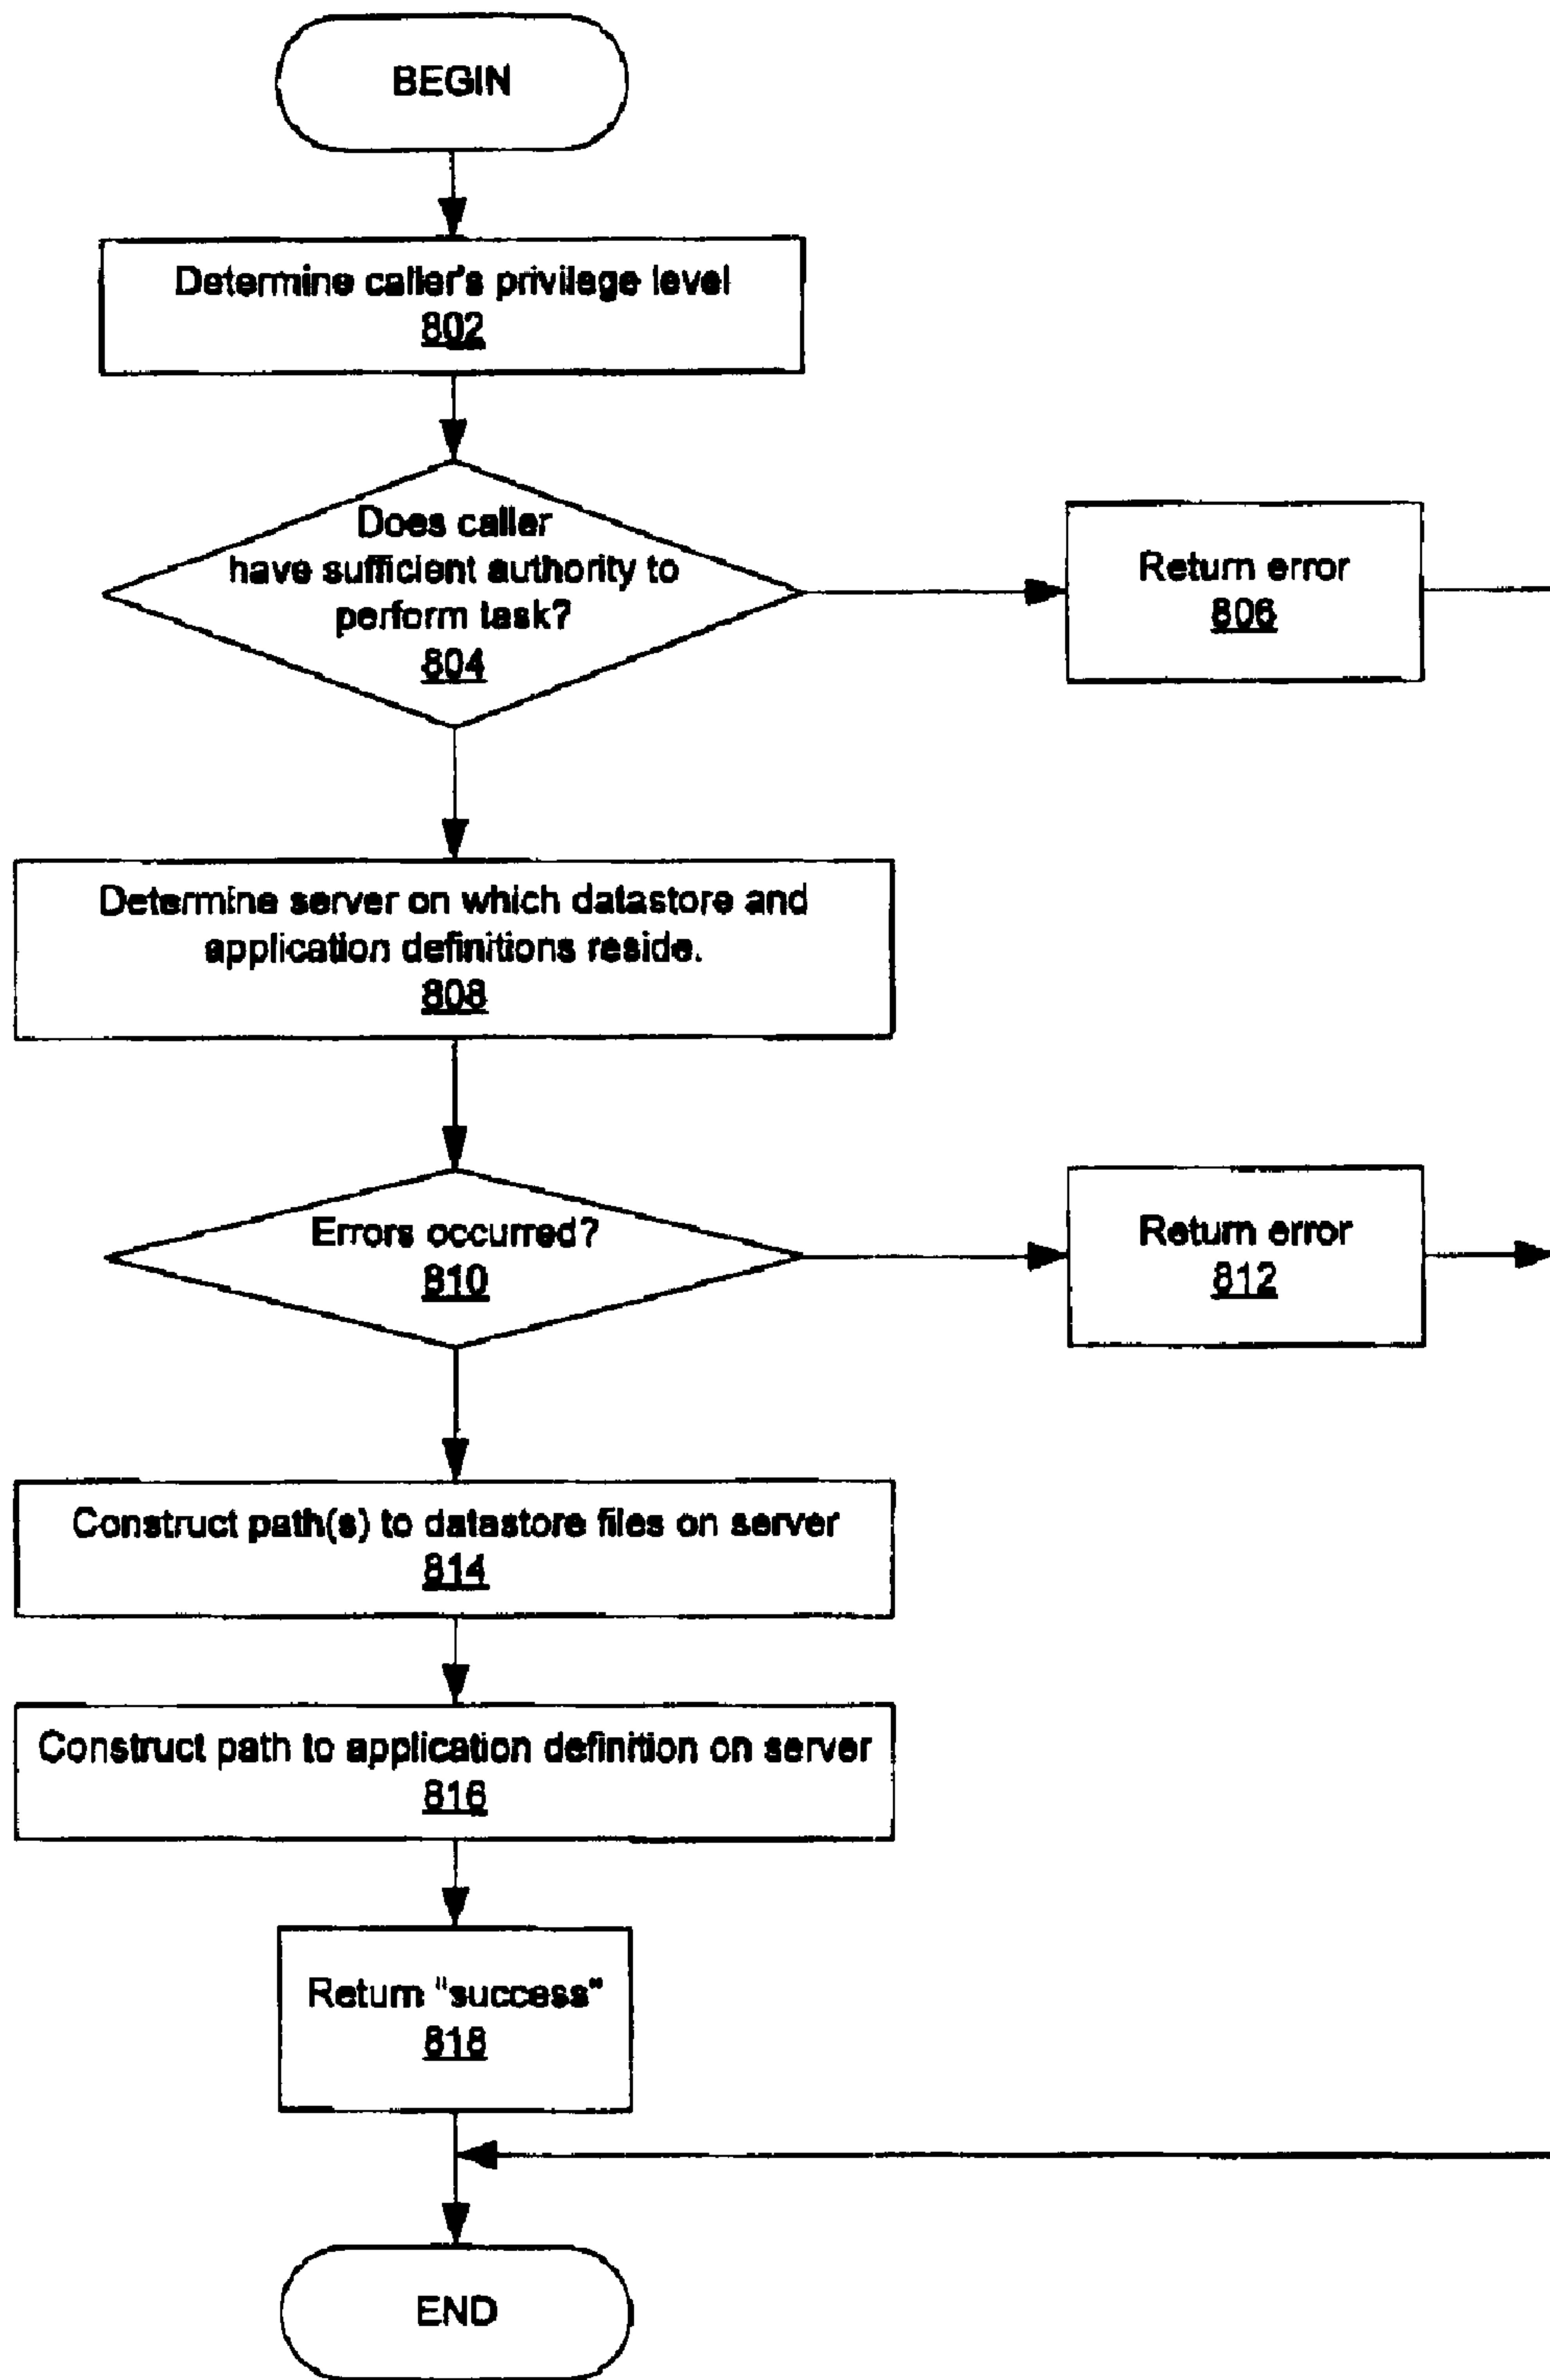 BEGIN
Determine caller's privilege level
802
Does caller
have sufficient authority to
perform task?
804
Return error
806
Determine server on which datastore and
application definitions reside.
808
Errors occurred?
810
Return error
812
Construct path(s) to datastore files on server
814
Construct path to application definition on server
816
Return "success"
818
END